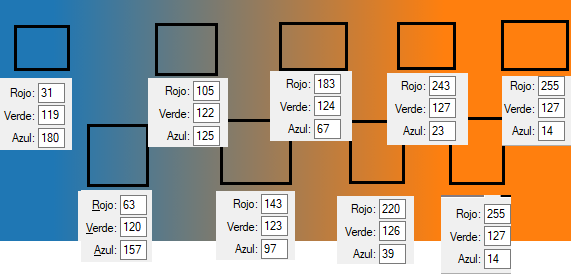 Rojo: 31
Verde: 119
Azul: 180
Rojo: 105
Verde: 122
Azul: 125
Rojo: 183
Verde: 124
Azul: 67
Rojo: 243
Verde: 127
Azul: 23
Rojo: 255
Verde: 127
Azul: 14
Rojo: 63
Verde: 120
Azul: 157
Rojo: 143
Verde: 123
Azul: 97
Rojo: 220
Verde: 126
Azul: 39
Rojo: 255
Verde: 127
Azul: 14